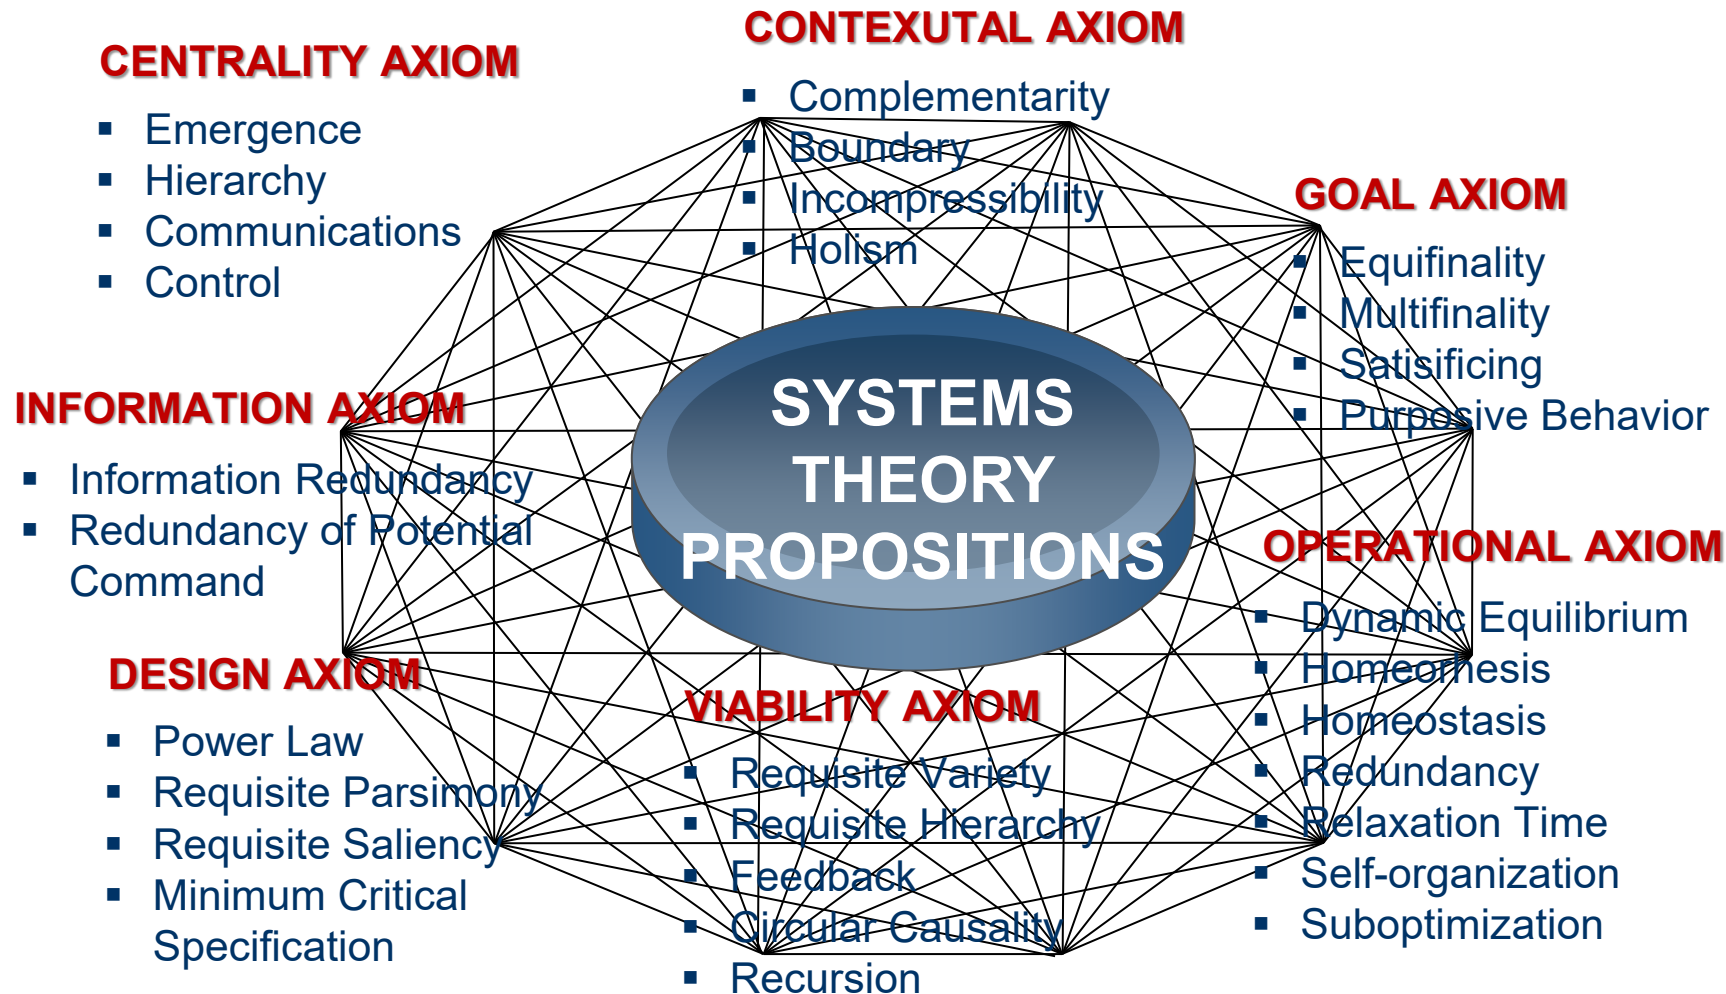 CENTRALITY AXIOM
▪ Emergence
▪ Hierarchy
▪ Communications
▪ Control
CONTEXUTAL AXIOM
▪ Complementarity
▪ Boundary
▪ Incompressibility
▪ Holism
GOAL AXIOM
▪ Equifinality
▪ Multifinality
▪ Satisificing
▪ Purposive Behavior
SYSTEMS
THEORY
PROPOSITIONS
INFORMATION AXIOM
▪ Information Redundancy
▪ Redundancy of Potential
Command
OPERATIONAL AXIOM
▪ Dynamic Equilibrium
▪ Homeorhesis
▪ Homeostasis
▪ Redundancy
▪ Relaxation Time
▪ Self-organization
▪ Suboptimization
DESIGN AXIOM
▪ Power Law
▪ Requisite Parsimony
▪ Requisite Saliency
▪ Minimum Critical
Specification
VIABILITY AXIOM
▪ Requisite Variety
▪ Requisite Hierarchy
▪ Feedback
▪ Circular Causality
▪ Recursion